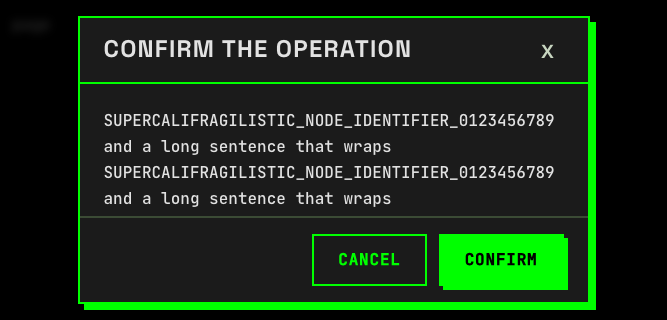 CONFIRM THE OPERATION X
SUPERCALIFRAGILISTIC_NODE_IDENTIFIER_0123456789
and a long sentence that wraps
SUPERCALIFRAGILISTIC_NODE_IDENTIFIER_0123456789
and a long sentence that wraps
CANCEL CONFIRM